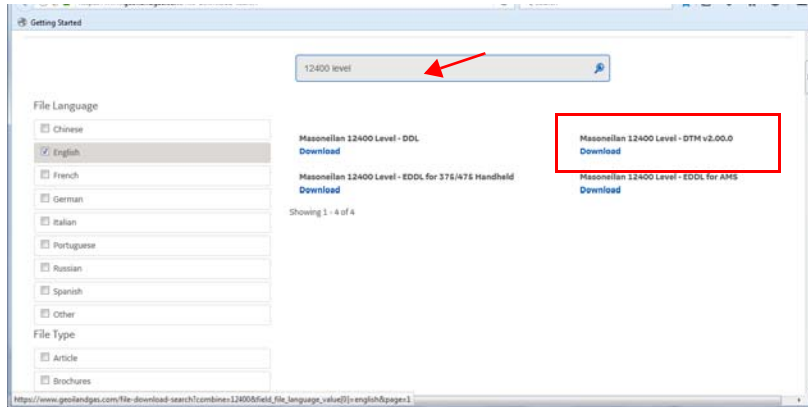 Getting Started
12400 level
File Language
Chinese
English
French
German
Italian
Portuguese
Russian
Spanish
Other
File Type
Article
Brochures
Masoneilan 12400 Level - DDL
Download
Masoneilan 12400 Level - DTM v2.00.0
Download
Masoneilan 12400 Level - EDDL for 375/475 Handheld
Download
Masoneilan 12400 Level - EDDL for AMS
Download
Showing 1 - 4 of 4
https://www.geoilandgas.com/file-download-search?combine=12400&field_file_language_value[0]=english&page=1